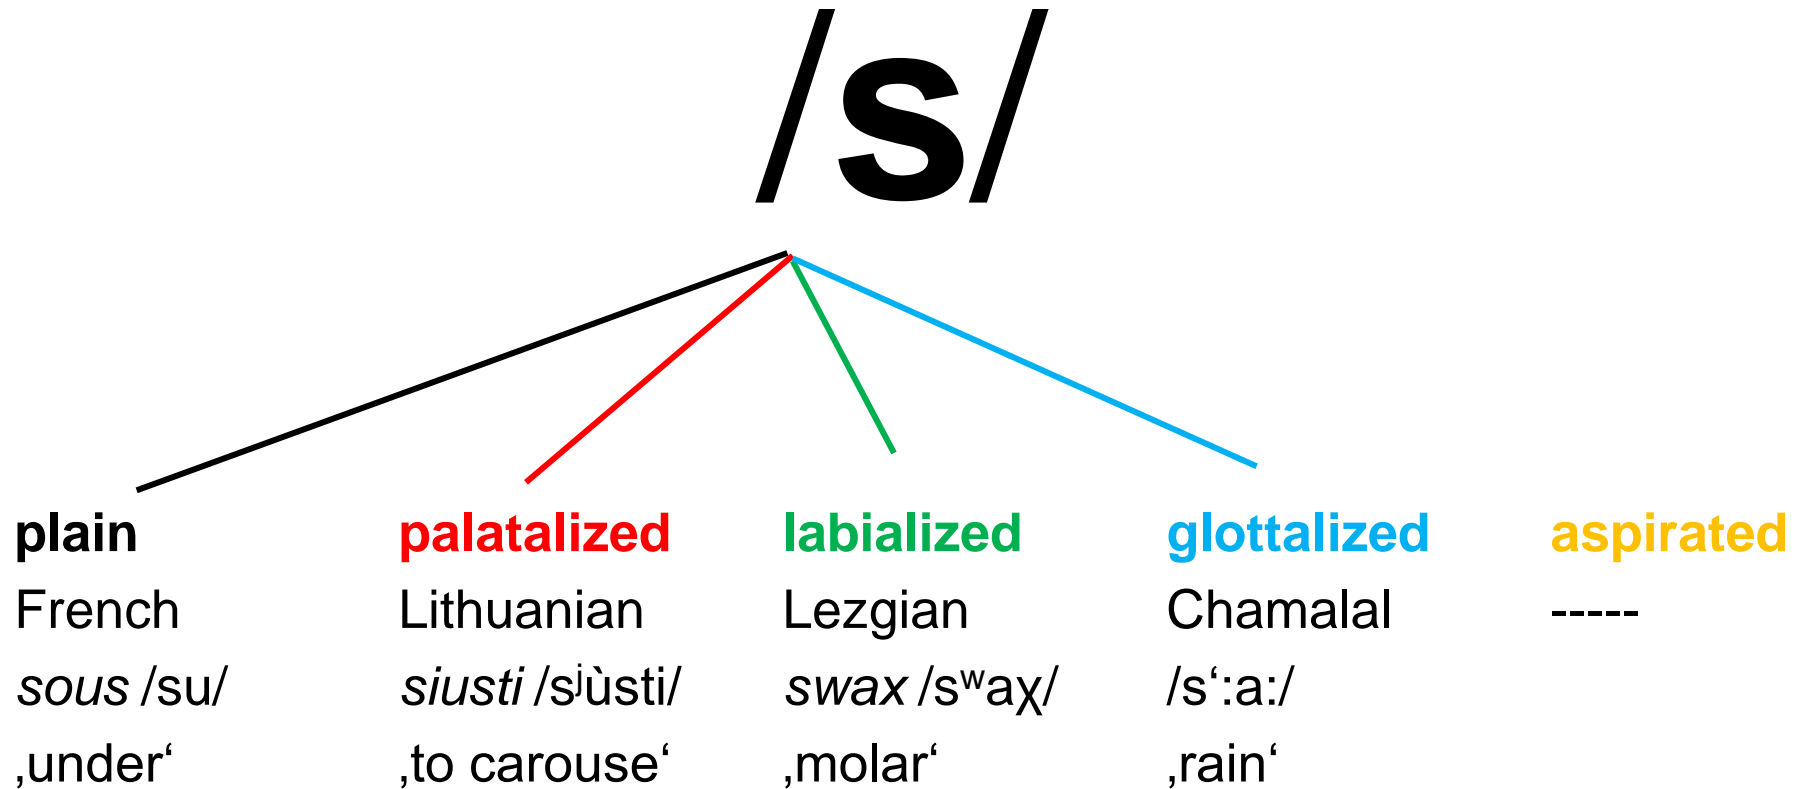 /s/
plain palatalized labialized glottalized aspirated
French Lithuanian Lezgian Chamalal -----
sous /su/ siusti /sʲùsti/ swax /sʷaχ/ /s‘:a:/
‚under‘ ‚to carouse‘ ‚molar‘ ‚rain‘